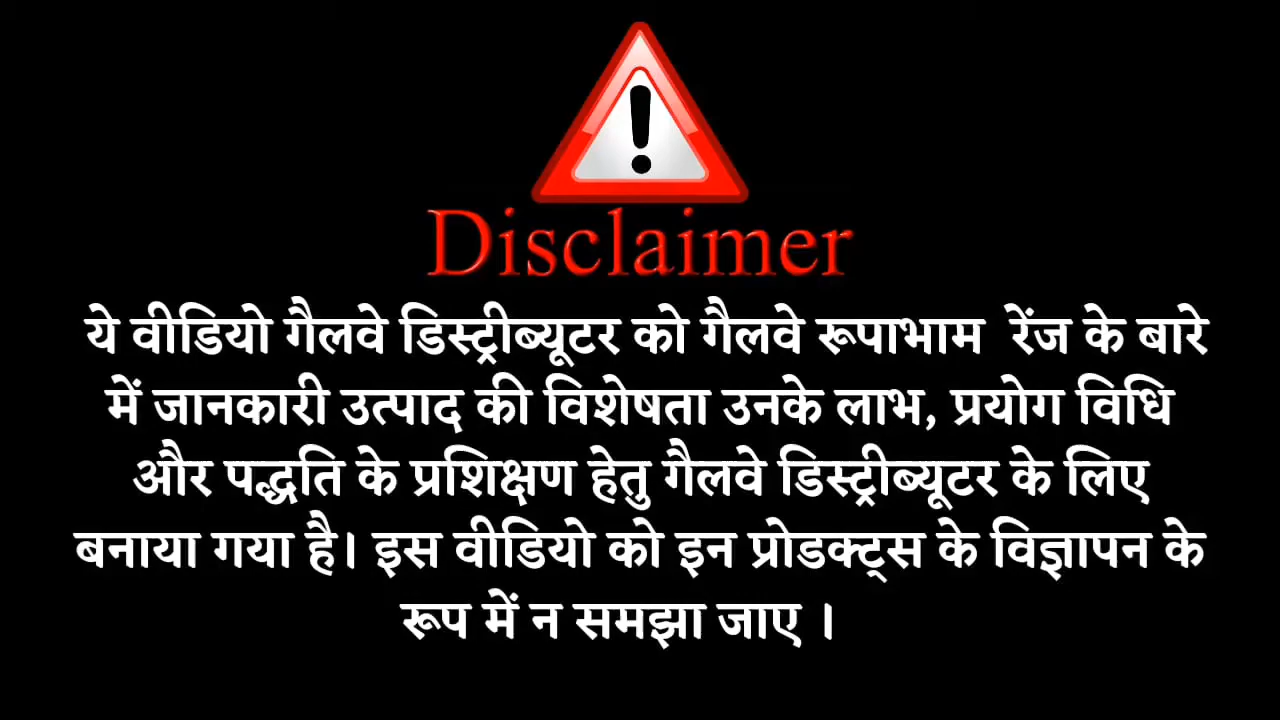 Disclaimer
ये वीडियो गैलवे डिस्ट्रीब्यूटर को गैलवे रूपाभाम रेंज के बारे
में जानकारी उत्पाद की विशेषता उनके लाभ, प्रयोग विधि
और पद्धति के प्रशिक्षण हेतु गैलवे डिस्ट्रीब्यूटर के लिए
बनाया गया है। इस वीडियो को इन प्रोडक्ट्स के विज्ञापन के
रूप में न समझा जाए ।